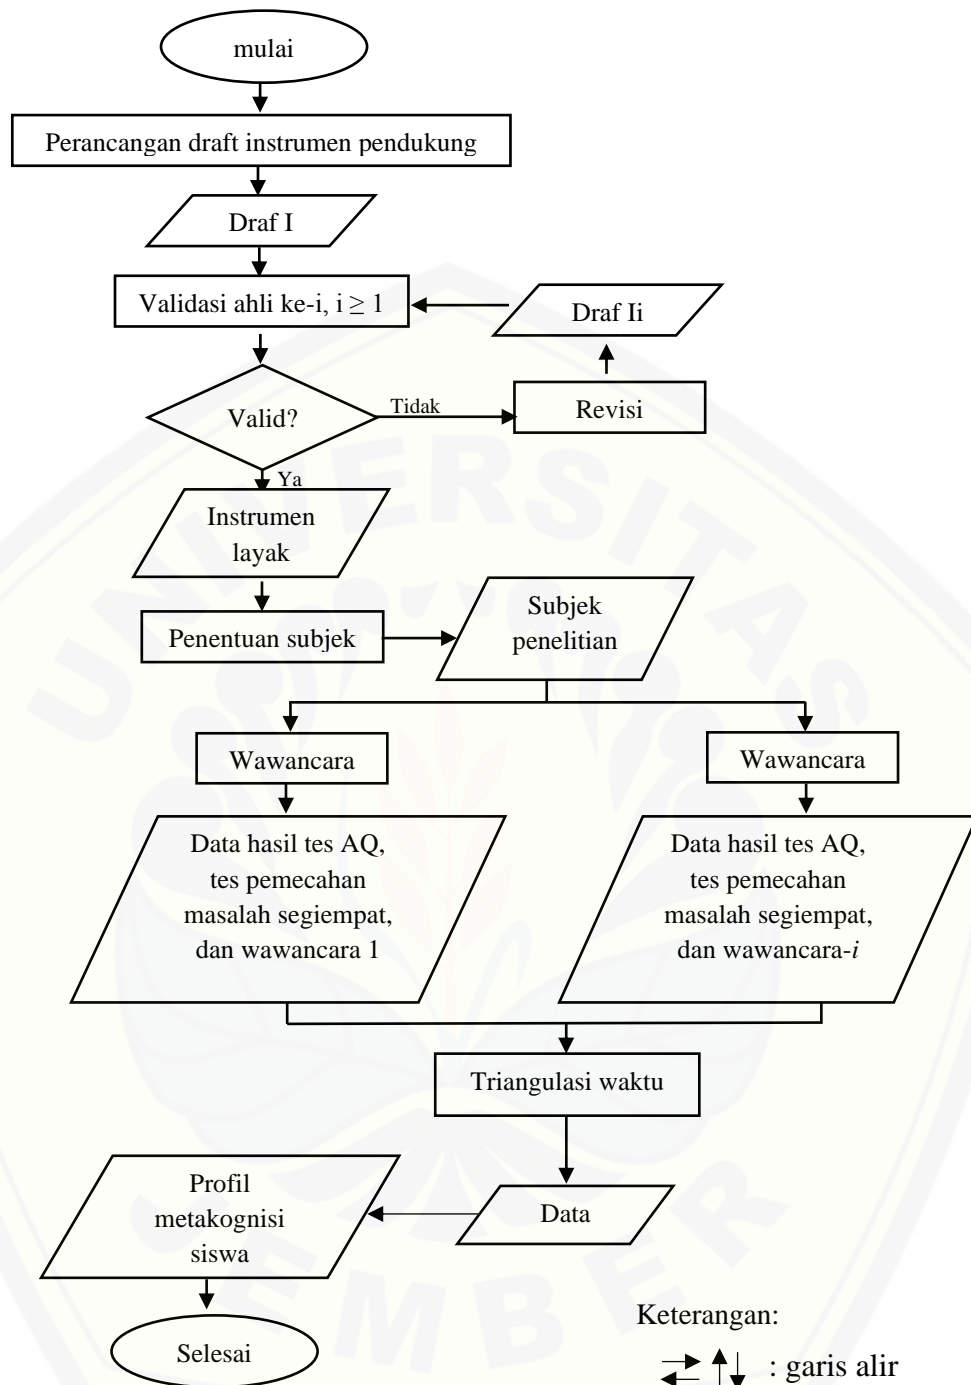 mulai
Perancangan draft instrumen pendukung
Draf I
Validasi ahli ke-i, i ≥ 1
Draf Ii
Valid?
Tidak
Revisi
Ya
Instrumen
layak
Penentuan subjek
Subjek
penelitian
Wawancara
Wawancara
Data hasil tes AQ,
tes pemecahan
masalah segiempat,
dan wawancara 1
Data hasil tes AQ,
tes pemecahan
masalah segiempat,
dan wawancara-i
Triangulasi waktu
Data
Profil
metakognisi
siswa
Selesai
Keterangan:
: garis alir
UNIVERSITAS
JEMBER